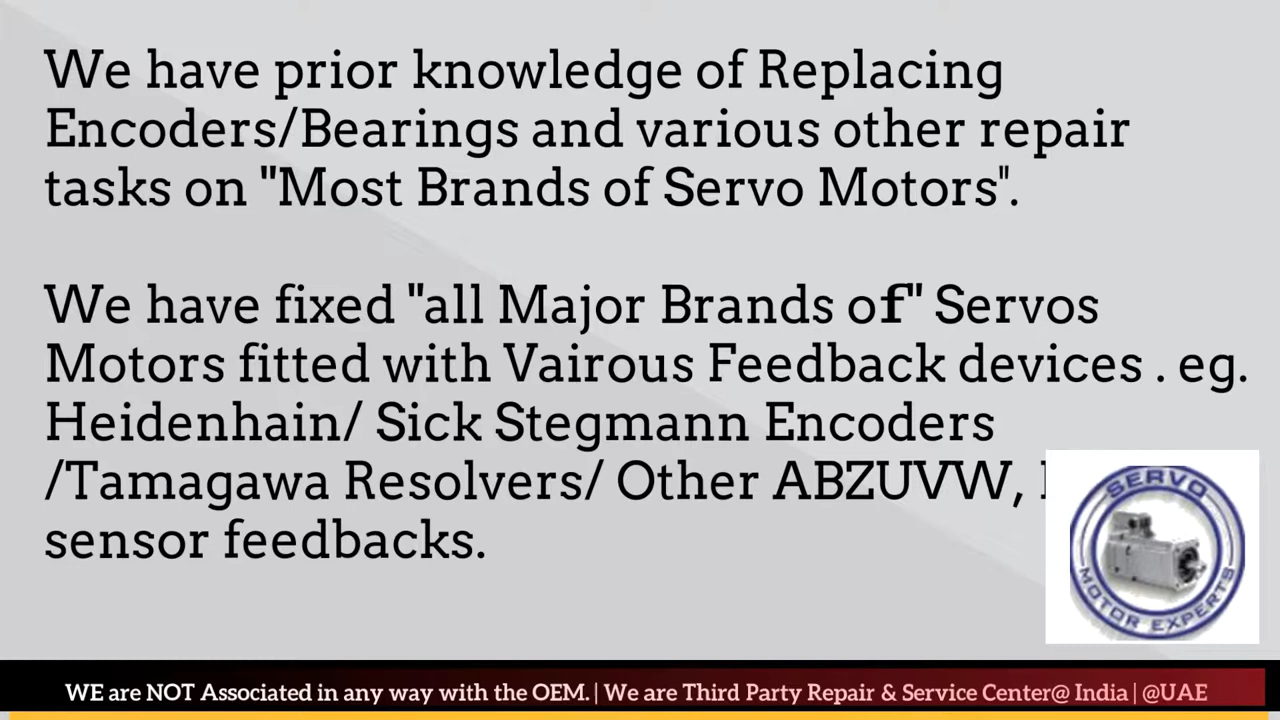 We have prior knowledge of Replacing
Encoders/Bearings and various other repair
tasks on "Most Brands of Servo Motors".
We have fixed "all Major Brands of" Servos
Motors fitted with Vairous Feedback devices . eg.
Heidenhain/ Sick Stegmann Encoders
/Tamagawa Resolvers/ Other ABZUVW,
sensor feedbacks.
SERVO
MOTOR EXPERTS
WE are NOT Associated in any way with the OEM. | We are Third Party Repair & Service Center@ India | @UAE